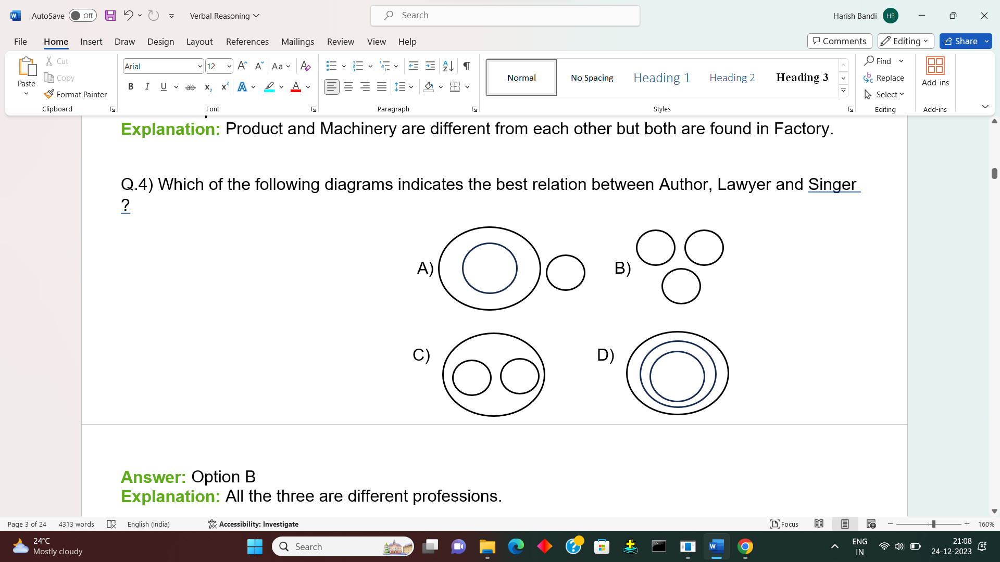 AutoSave Off Verbal Reasoning Search Harish Bandi HB
File Home Insert Draw Design Layout References Mailings Review View Help Comments Editing Share
Paste Cut Copy Format Painter Clipboard
Arial 12 Aa B I U ab x2 x2 A A Font
Paragraph
Normal No Spacing Heading 1 Heading 2 Heading 3 Styles
Find Replace Select Editing
Add-ins Add-ins
Explanation: Product and Machinery are different from each other but both are found in Factory.
Q.4) Which of the following diagrams indicates the best relation between Author, Lawyer and Singer
?
A) B)
C) D)
Answer: Option B
Explanation: All the three are different professions.
Page 3 of 24 4313 words English (India) Accessibility: Investigate Focus 160%
24°C
Mostly cloudy
Search
ENG
IN
21:08
24-12-2023